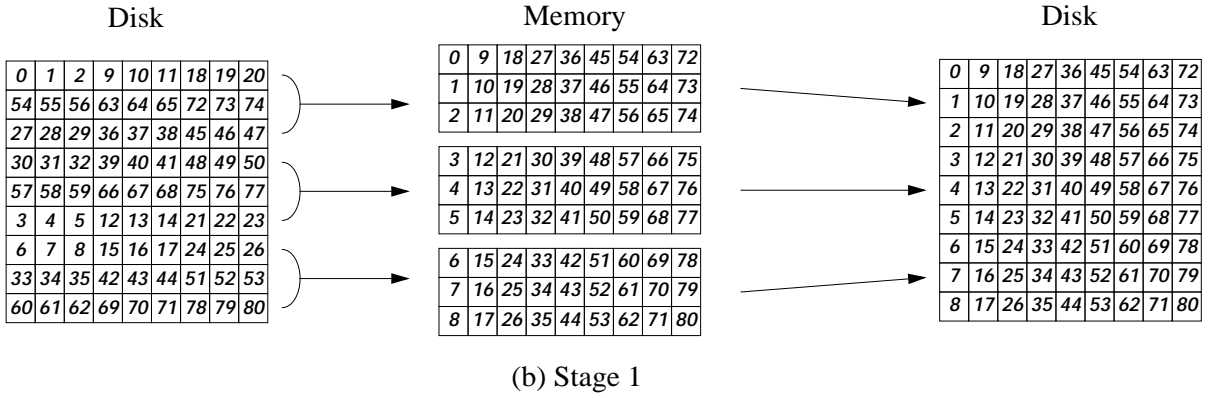 Disk Memory Disk
0 1 2 9 10 11 18 19 20
54 55 56 63 64 65 72 73 74
27 28 29 36 37 38 45 46 47
30 31 32 39 40 41 48 49 50
57 58 59 66 67 68 75 76 77
3 4 5 12 13 14 21 22 23
6 7 8 15 16 17 24 25 26
33 34 35 42 43 44 51 52 53
60 61 62 69 70 71 78 79 80
0 9 18 27 36 45 54 63 72
1 10 19 28 37 46 55 64 73
2 11 20 29 38 47 56 65 74
3 12 21 30 39 48 57 66 75
4 13 22 31 40 49 58 67 76
5 14 23 32 41 50 59 68 77
6 15 24 33 42 51 60 69 78
7 16 25 34 43 52 61 70 79
8 17 26 35 44 53 62 71 80
0 9 18 27 36 45 54 63 72
1 10 19 28 37 46 55 64 73
2 11 20 29 38 47 56 65 74
3 12 21 30 39 48 57 66 75
4 13 22 31 40 49 58 67 76
5 14 23 32 41 50 59 68 77
6 15 24 33 42 51 60 69 78
7 16 25 34 43 52 61 70 79
8 17 26 35 44 53 62 71 80
(b) Stage 1